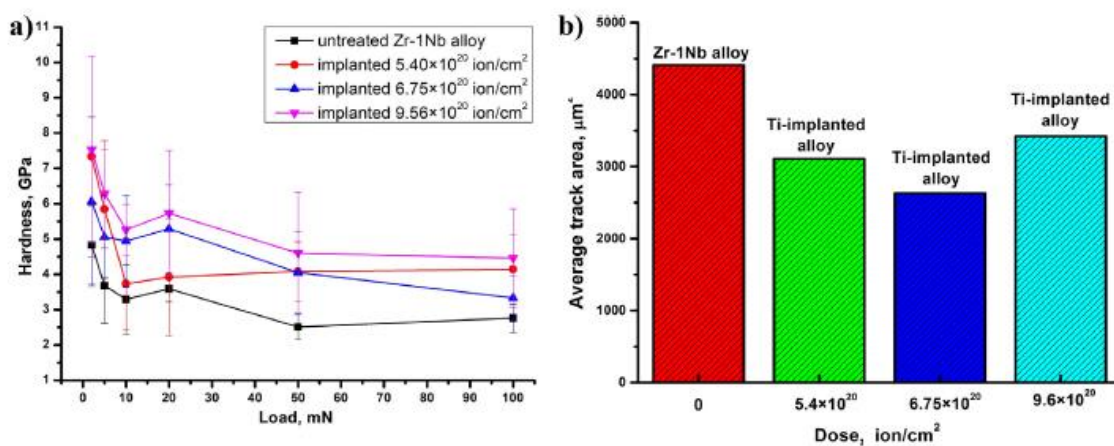 a)
11
10
9
8
7
6
5
4
3
2
1
Hardness, GPa
untreated Zr-1Nb alloy
implanted 5.40×10²⁰ ion/cm²
implanted 6.75×10²⁰ ion/cm²
implanted 9.56×10²⁰ ion/cm²
0 10 20 30 40 50 60 70 80 90 100
Load, mN
b)
5000
4000
3000
2000
1000
0
Average track area, μm²
Zr-1Nb alloy
Ti-implanted
alloy
Ti-implanted
alloy
Ti-implanted
alloy
0 5.4×10²⁰ 6.75×10²⁰ 9.6×10²⁰
Dose, ion/cm²